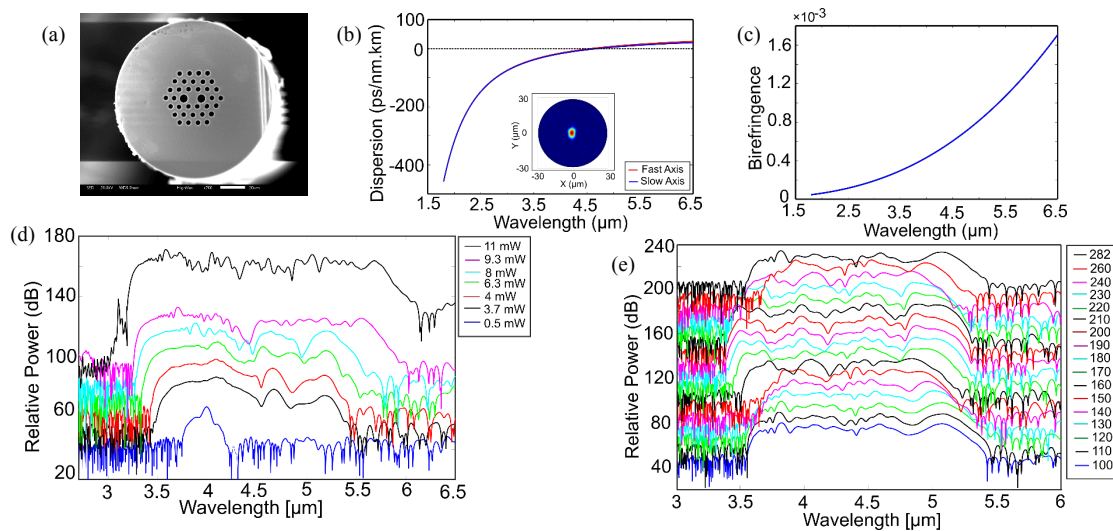 (a)
(b)
100
0
-200
-400
Dispersion (ps/nm.km)
30
0
-30
Y (µm)
-30
0
30
X (µm)
Fast Axis
Slow Axis
1.5
2.5
3.5
4.5
5.5
6.5
Wavelength (µm)
(c)
×10⁻³
1.6
1.2
0.8
0.4
0
Birefringence
1.5
2.5
3.5
4.5
5.5
6.5
Wavelength (µm)
(d)
180
140
100
60
20
Relative Power (dB)
3
3.5
4
4.5
5
5.5
6
6.5
Wavelength [µm]
11 mW
9.3 mW
8 mW
6.3 mW
4 mW
3.7 mW
0.5 mW
(e)
240
200
160
120
80
40
Relative Power (dB)
3
3.5
4
4.5
5
5.5
6
Wavelength [µm]
282
260
240
230
220
210
200
190
180
170
160
150
140
130
120
110
100